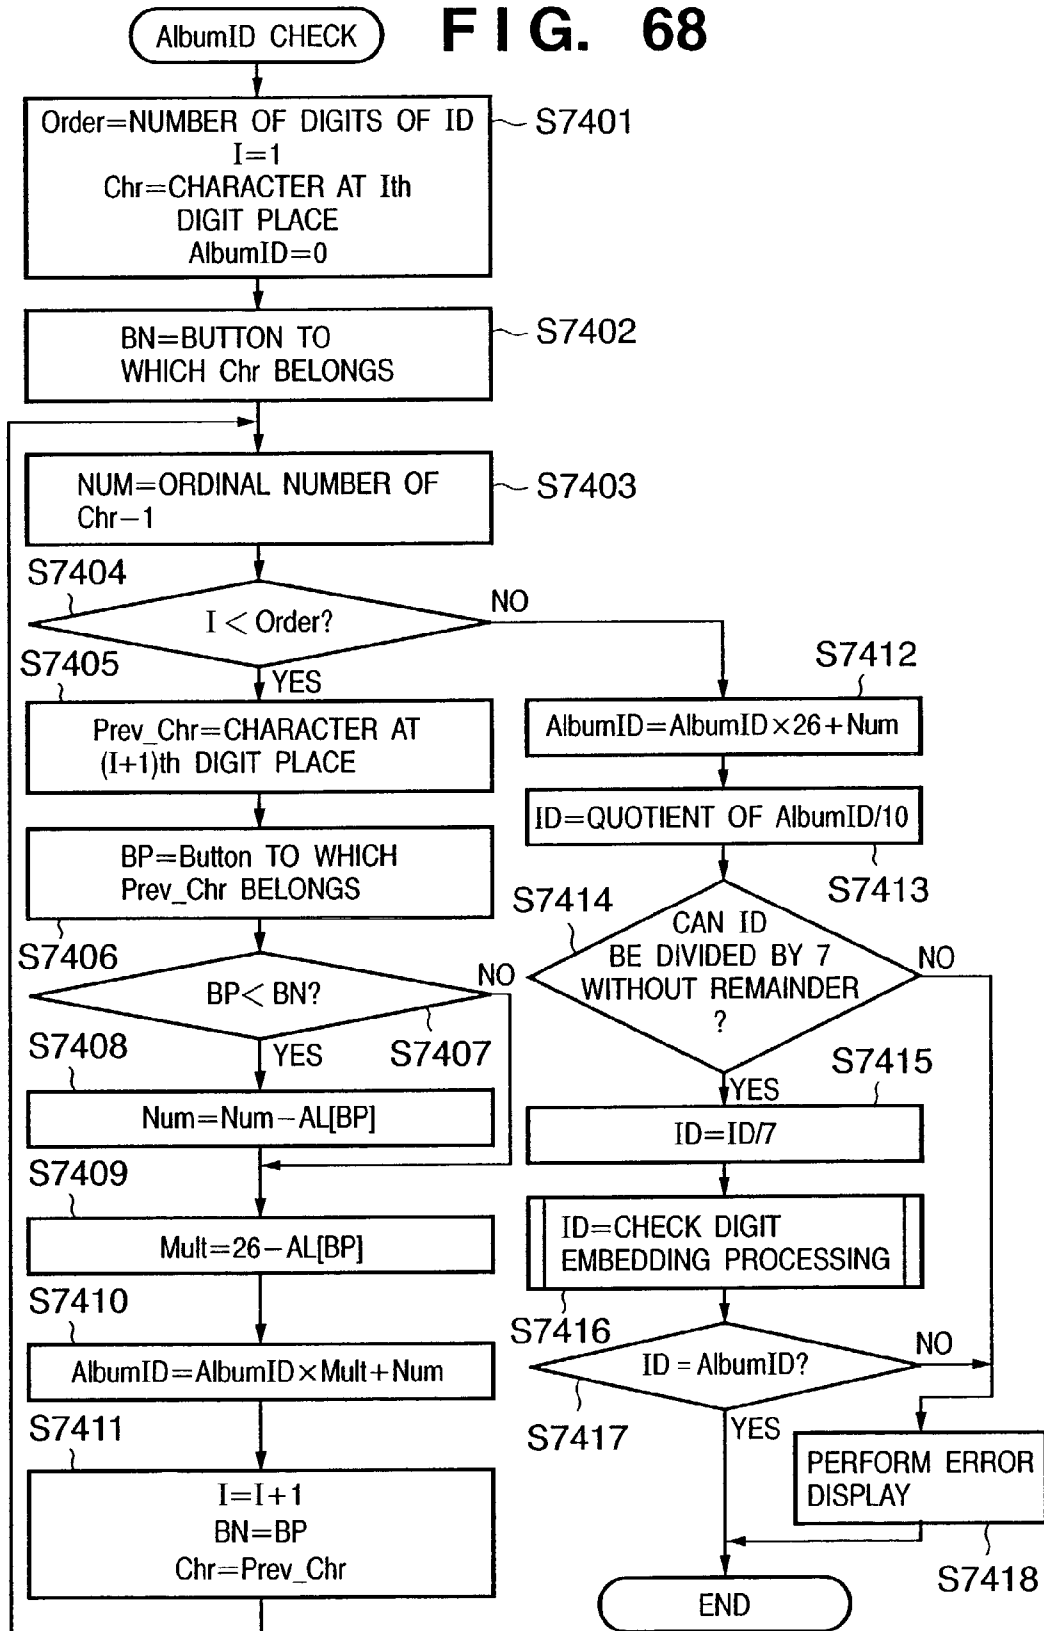 AlbumID CHECK
FIG. 68
Order=NUMBER OF DIGITS OF ID
I=1
Chr=CHARACTER AT Ith
DIGIT PLACE
AlbumID=0
S7401
BN=BUTTON TO
WHICH Chr BELONGS
S7402
NUM=ORDINAL NUMBER OF
Chr−1
S7403
S7404
I < Order?
NO
YES
S7405
Prev_Chr=CHARACTER AT
(I+1)th DIGIT PLACE
BP=Button TO WHICH
Prev_Chr BELONGS
S7406
BP< BN?
NO
S7407
YES
S7408
Num=Num−AL[BP]
S7409
Mult=26−AL[BP]
S7410
AlbumID=AlbumID×Mult+Num
S7411
I=I+1
BN=BP
Chr=Prev_Chr
S7412
AlbumID=AlbumID×26+Num
ID=QUOTIENT OF AlbumID/10
S7413
S7414
CAN ID
BE DIVIDED BY 7
WITHOUT REMAINDER
?
NO
YES
S7415
ID=ID/7
ID=CHECK DIGIT
EMBEDDING PROCESSING
S7416
ID = AlbumID?
NO
S7417
YES
PERFORM ERROR
DISPLAY
S7418
END